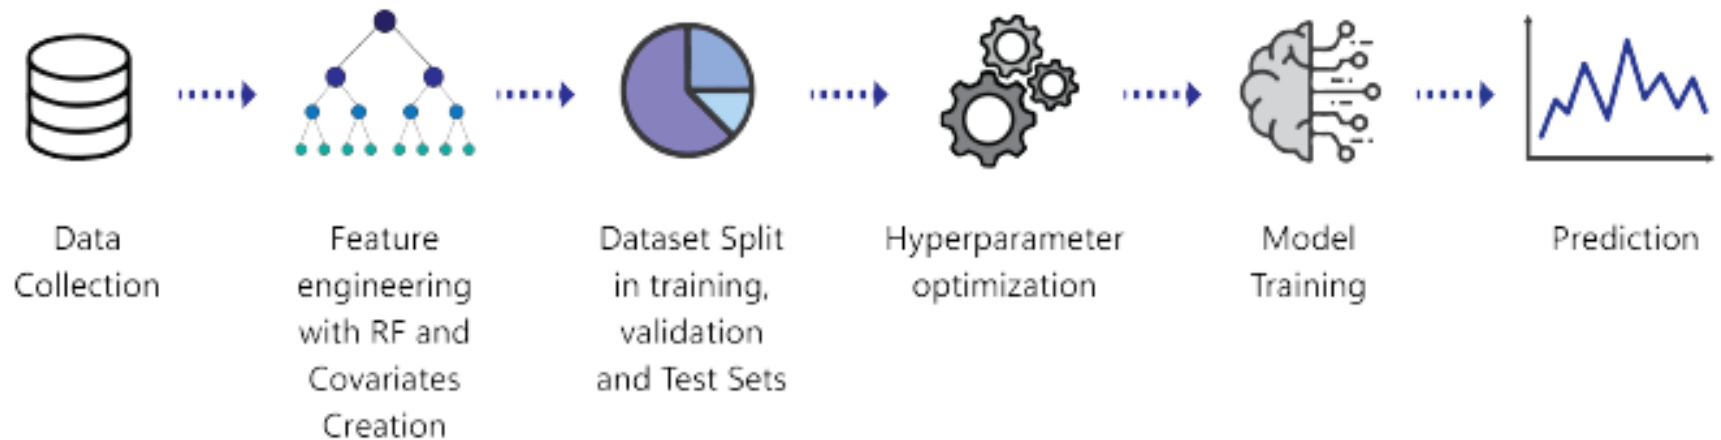 Data
Collection
Feature
engineering
with RF and
Covariates
Creation
Dataset Split
in training,
validation
and Test Sets
Hyperparameter
optimization
Model
Training
Prediction